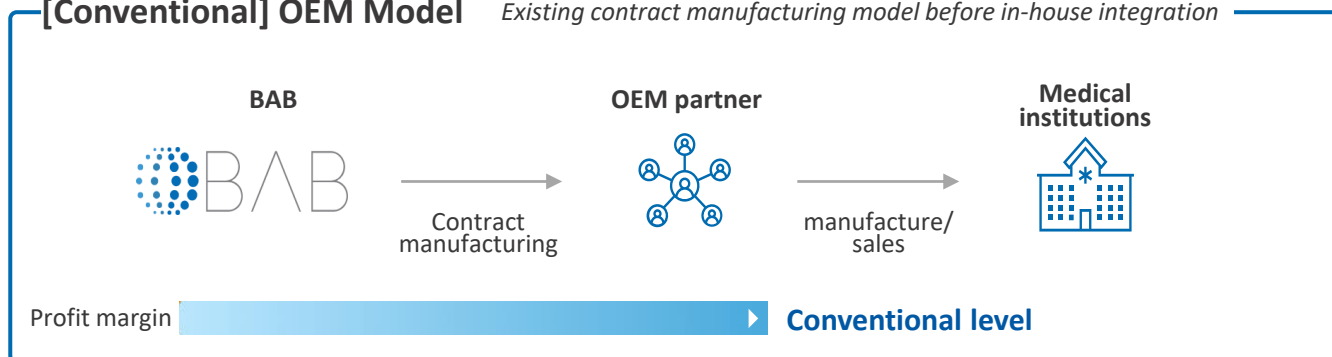 [Conventional] OEM Model Existing contract manufacturing model before in-house integration
BAB OEM partner Medical
institutions
BAB
Contract
manufacturing
manufacture/
sales
Profit margin Conventional level